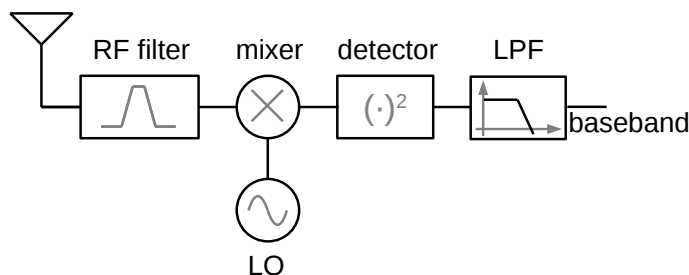 RF filter
mixer
detector
LPF
(·)²
baseband
LO